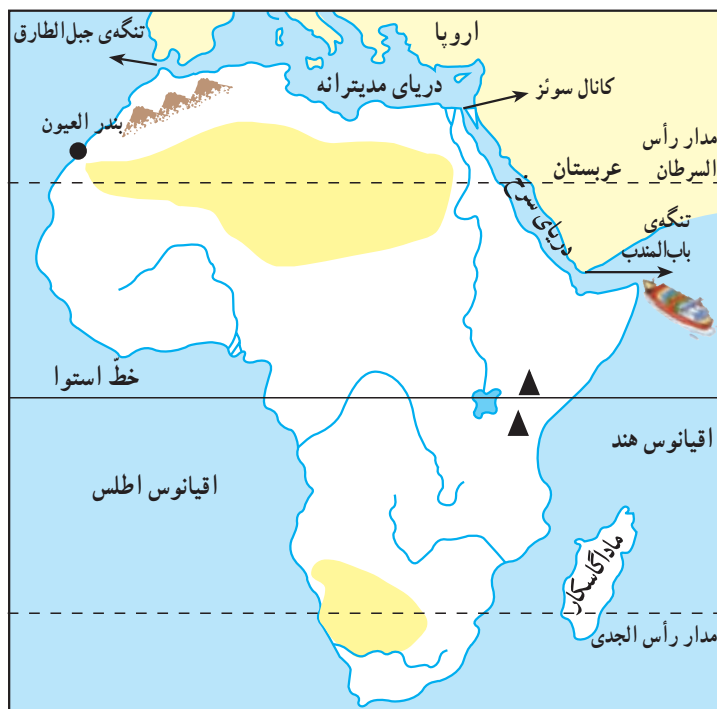 اروپا
تنگه‌ی جبل‌الطارق
دریای مدیترانه
کانال سوئز
بندر العیون
مدار رأس
السرطان
عربستان
دریای سرخ
تنگه‌ی
باب‌المندب
خطّ استوا
اقیانوس هند
اقیانوس اطلس
ماداگاسکار
مدار رأس الجدی